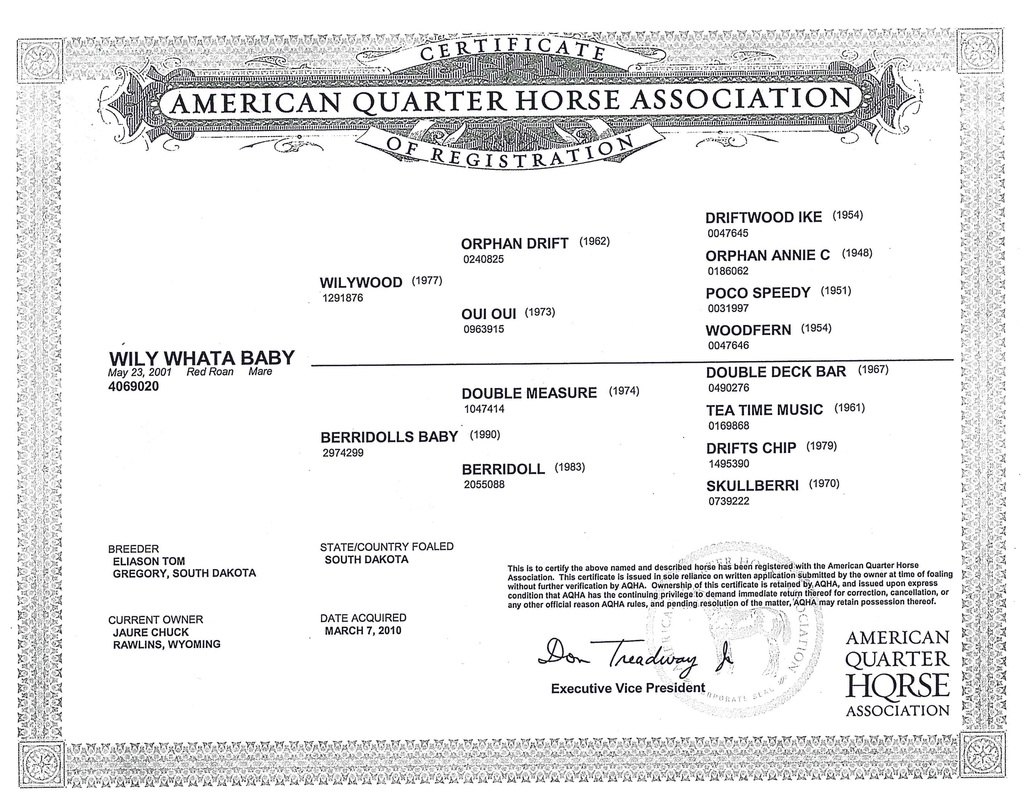 CERTIFICATE
AMERICAN QUARTER HORSE ASSOCIATION
OF REGISTRATION
DRIFTWOOD IKE (1954)
0047645
ORPHAN DRIFT (1962)
0240825
ORPHAN ANNIE C (1948)
0186062
WILYWOOD (1977)
1291876
POCO SPEEDY (1951)
0031997
OUI OUI (1973)
0963915
WOODFERN (1954)
0047646
WILY WHATA BABY
May 23, 2001 Red Roan Mare
4069020
DOUBLE DECK BAR (1967)
0490276
DOUBLE MEASURE (1974)
1047414
TEA TIME MUSIC (1961)
0169868
BERRIDOLLS BABY (1990)
2974299
DRIFTS CHIP (1979)
1495390
BERRIDOLL (1983)
2055088
SKULLBERRI (1970)
0739222
BREEDER
ELIASON TOM
GREGORY, SOUTH DAKOTA
STATE/COUNTRY FOALED
SOUTH DAKOTA
This is to certify the above named and described horse has been registered with the American Quarter Horse
Association. This certificate is issued in sole reliance on written application submitted by the owner at time of foaling
without further verification by AQHA. Ownership of this certificate is retained by AQHA, and issued upon express
condition that AQHA has the continuing privilege to demand immediate return thereof for correction, cancellation, or
any other official reason AQHA rules, and pending resolution of the matter, AQHA may retain possession thereof.
CURRENT OWNER
JAURE CHUCK
RAWLINS, WYOMING
DATE ACQUIRED
MARCH 7, 2010
Don Treadway Jr
Executive Vice President
AMERICAN
QUARTER
HORSE
ASSOCIATION